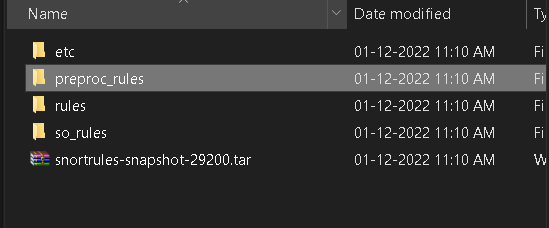 Name Date modified Ty
etc 01-12-2022 11:10 AM Fi
preproc_rules 01-12-2022 11:10 AM Fi
rules 01-12-2022 11:10 AM Fi
so_rules 01-12-2022 11:10 AM Fi
snortrules-snapshot-29200.tar 01-12-2022 11:10 AM W